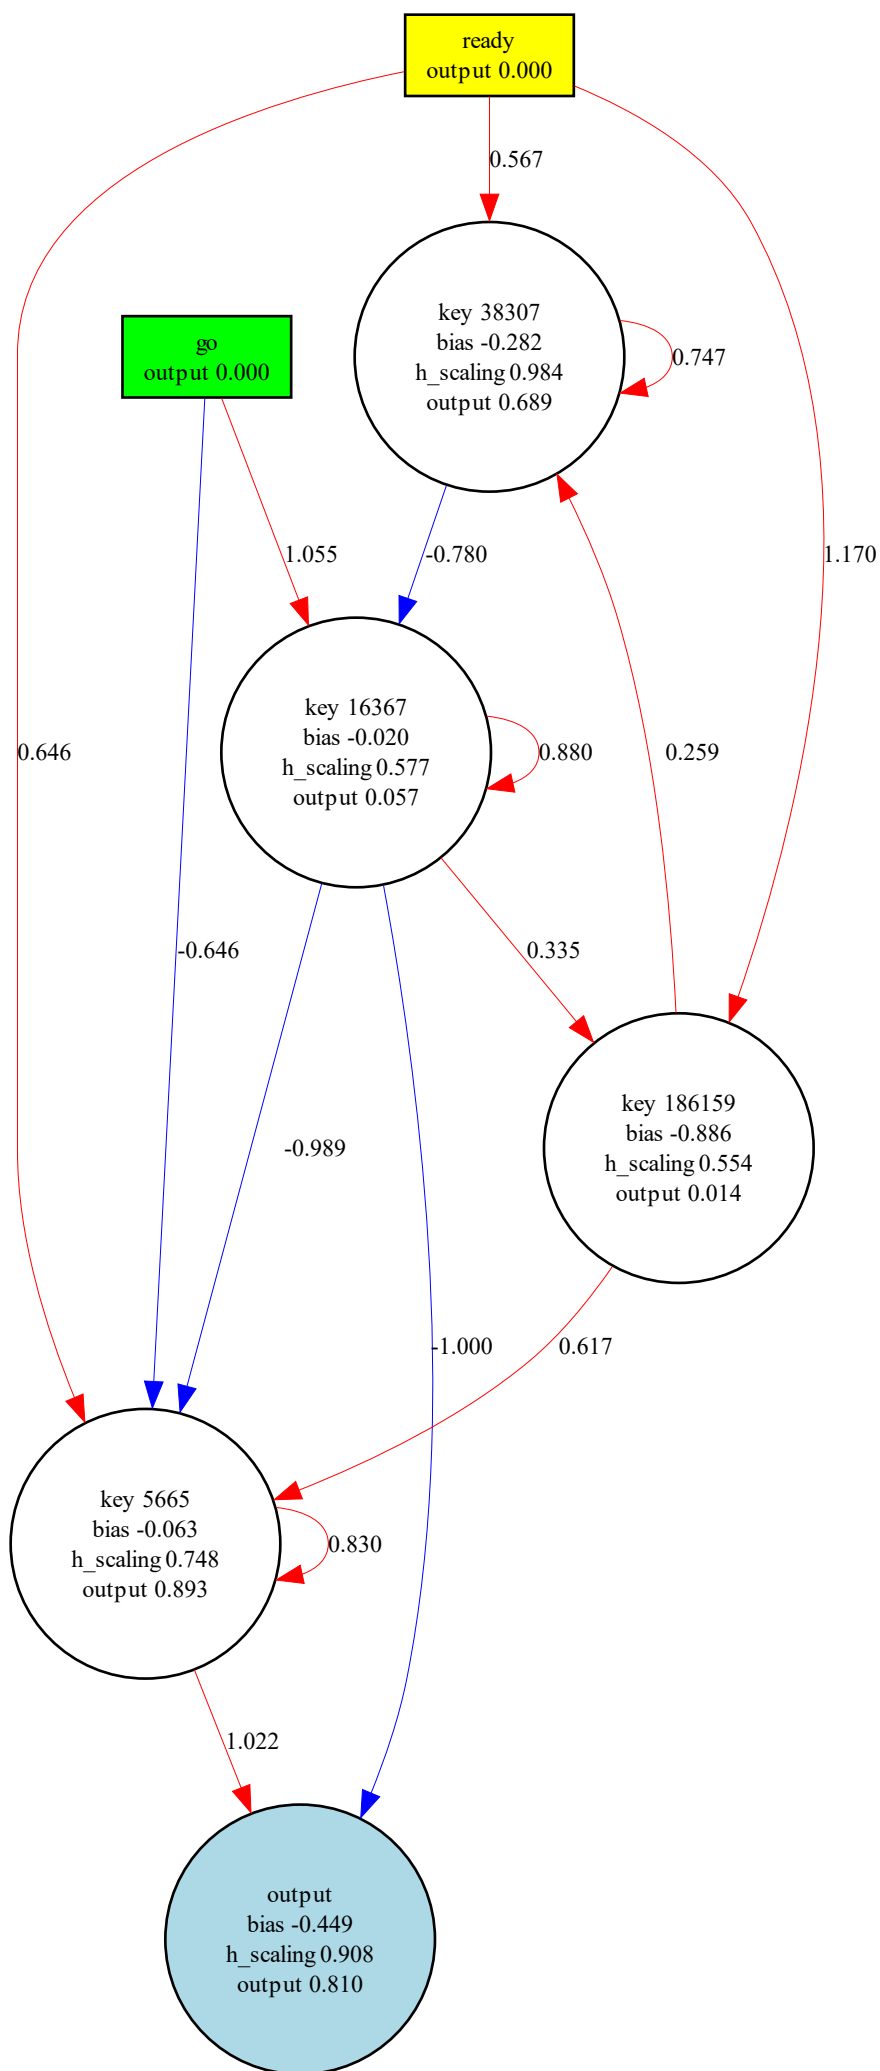 ready
output 0.000
0.567
key 38307
bias -0.282
h_scaling 0.984
output 0.689
0.747
go
output 0.000
1.055
-0.780
1.170
key 16367
bias -0.020
h_scaling 0.577
output 0.057
0.880
0.646
0.259
-0.646
0.335
-0.989
key 186159
bias -0.886
h_scaling 0.554
output 0.014
-1.000
0.617
key 5665
bias -0.063
h_scaling 0.748
output 0.893
0.830
1.022
output
bias -0.449
h_scaling 0.908
output 0.810